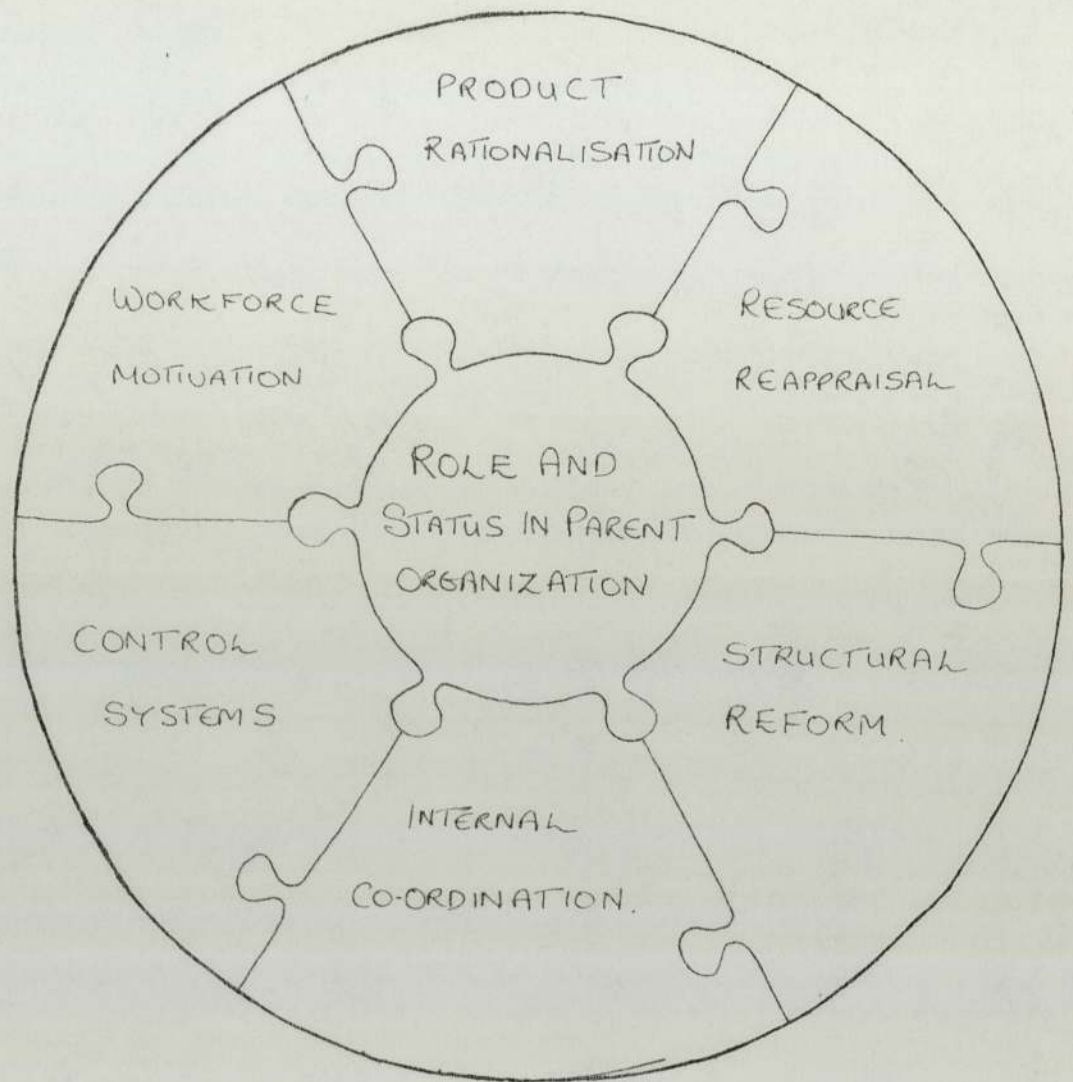 PRODUCT
RATIONALISATION
WORKFORCE
MOTIVATION
RESOURCE
REAPPRAISAL
ROLE AND
STATUS IN PARENT
ORGANIZATION
CONTROL
SYSTEMS
STRUCTURAL
REFORM.
INTERNAL
CO-ORDINATION.